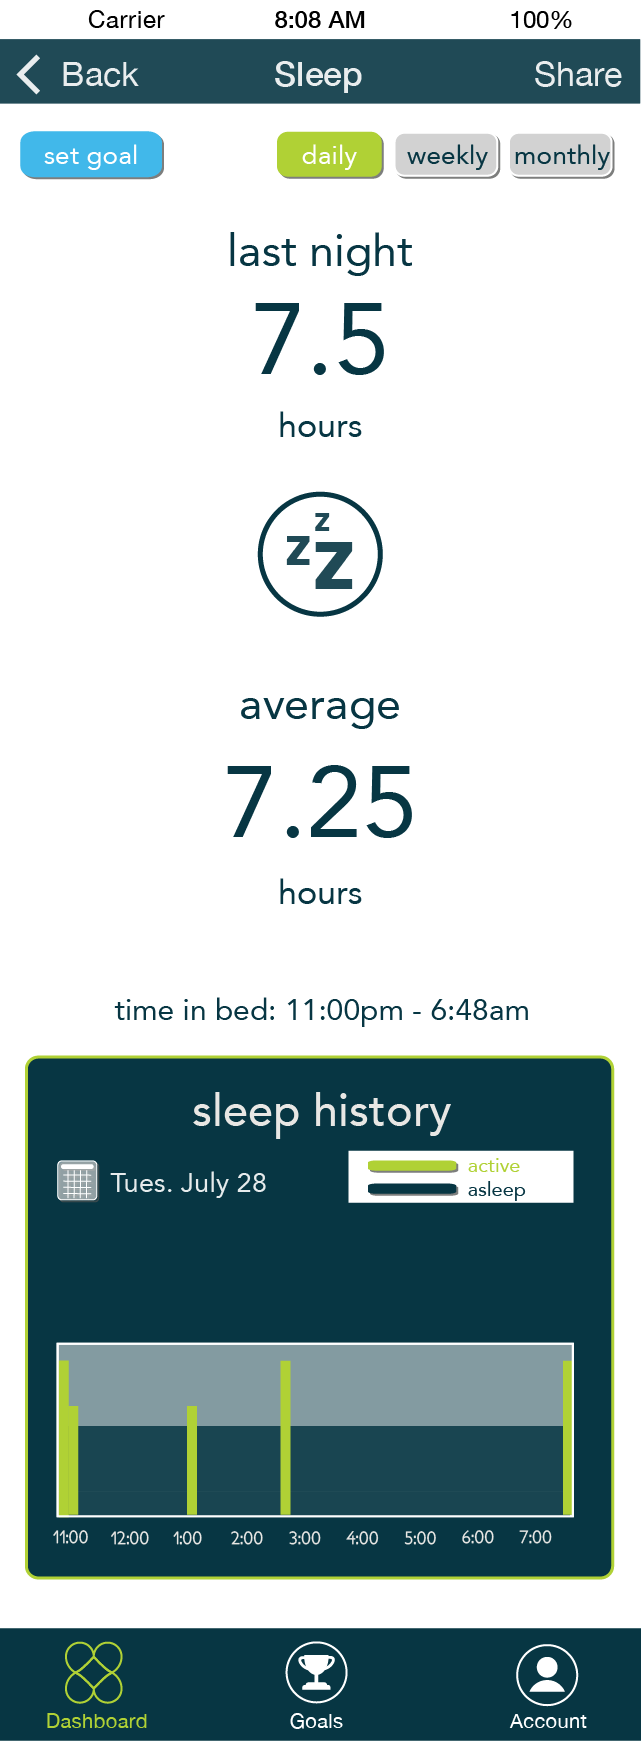 Carrier 8:08 AM 100%
Back Sleep Share
set goal daily weekly monthly
last night
7.5
hours
z
z z
average
7.25
hours
time in bed: 11:00pm - 6:48am
sleep history
Tues. July 28
active
asleep
11:00 12:00 1:00 2:00 3:00 4:00 5:00 6:00 7:00
Dashboard Goals Account